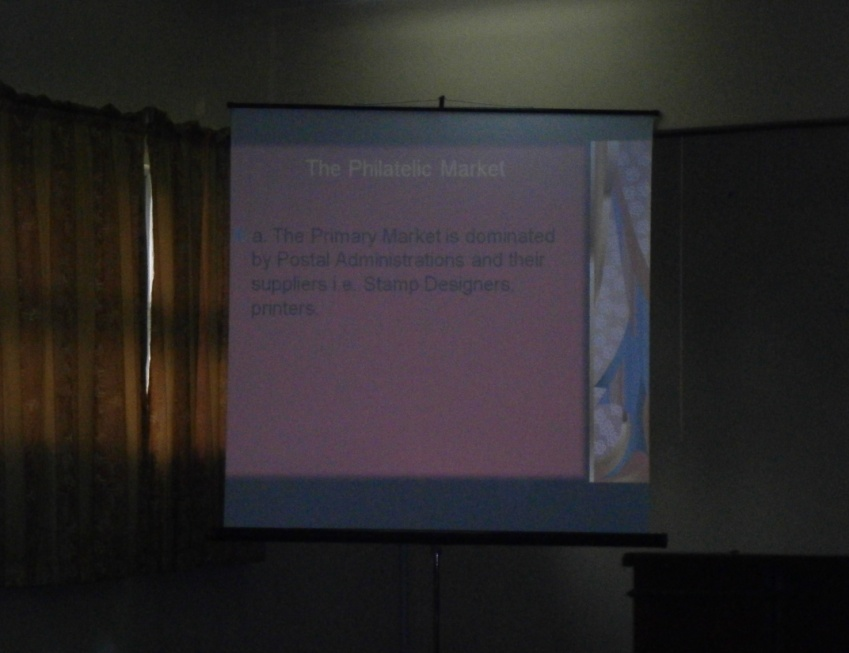 The Philatelic Market
a. The Primary Market is dominated
by Postal Administrations and their
suppliers i.e. Stamp Designers,
printers.